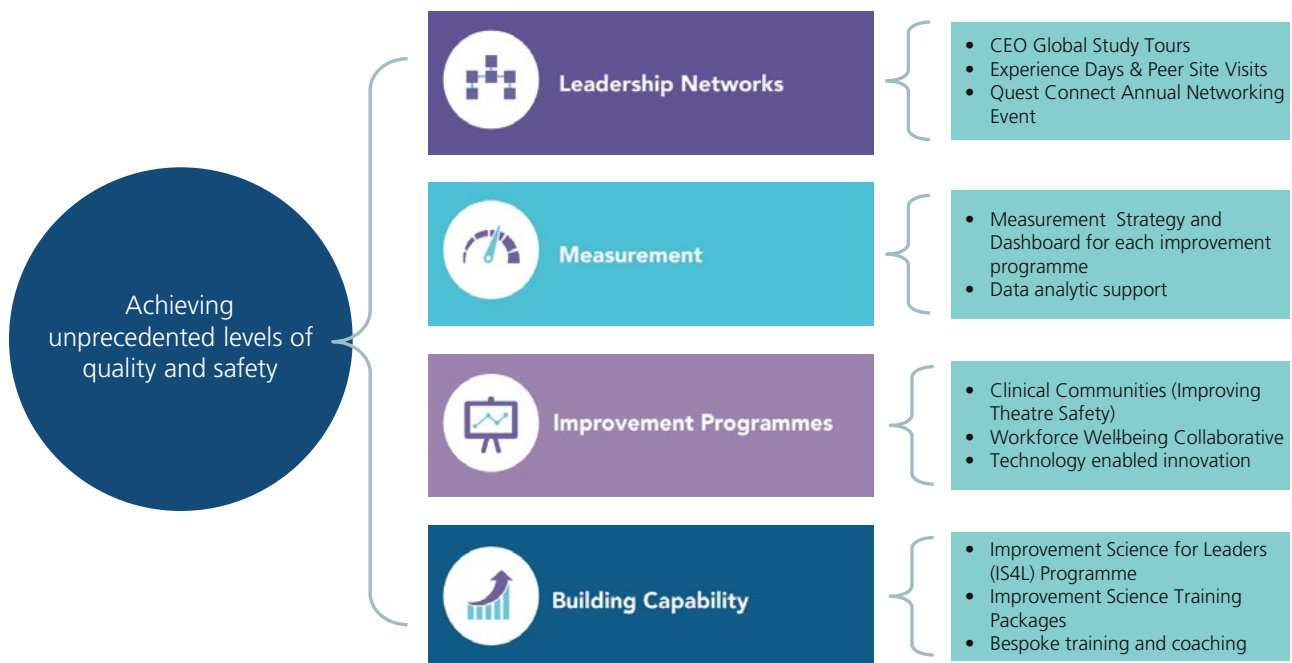 Achieving
unprecedented levels of
quality and safety
Leadership Networks
• CEO Global Study Tours
• Experience Days & Peer Site Visits
• Quest Connect Annual Networking
Event
Measurement
• Measurement Strategy and
Dashboard for each improvement
programme
• Data analytic support
Improvement Programmes
• Clinical Communities (Improving
Theatre Safety)
• Workforce Well-being Collaborative
• Technology enabled innovation
Building Capability
• Improvement Science for Leaders
(IS4L) Programme
• Improvement Science Training
Packages
• Bespoke training and coaching